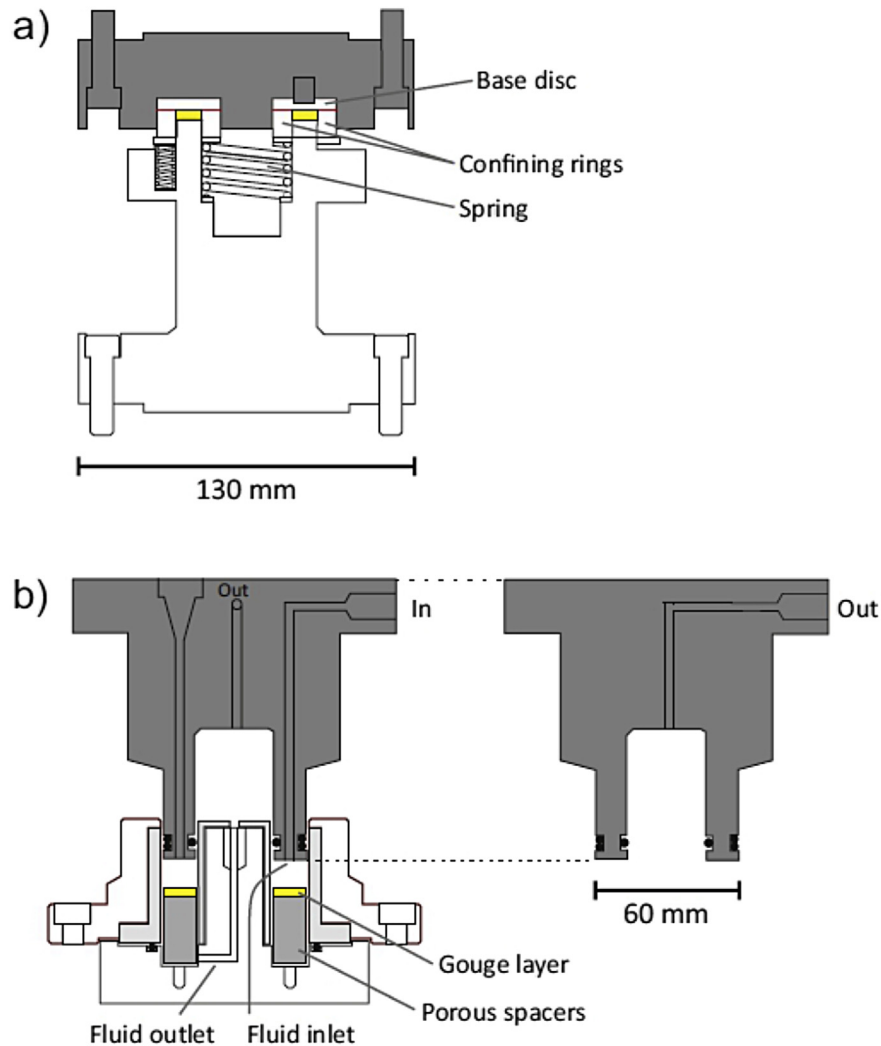 a)
Base disc
Confining rings
Spring
130 mm
b)
Out
In
Out
60 mm
Gouge layer
Porous spacers
Fluid outlet
Fluid inlet